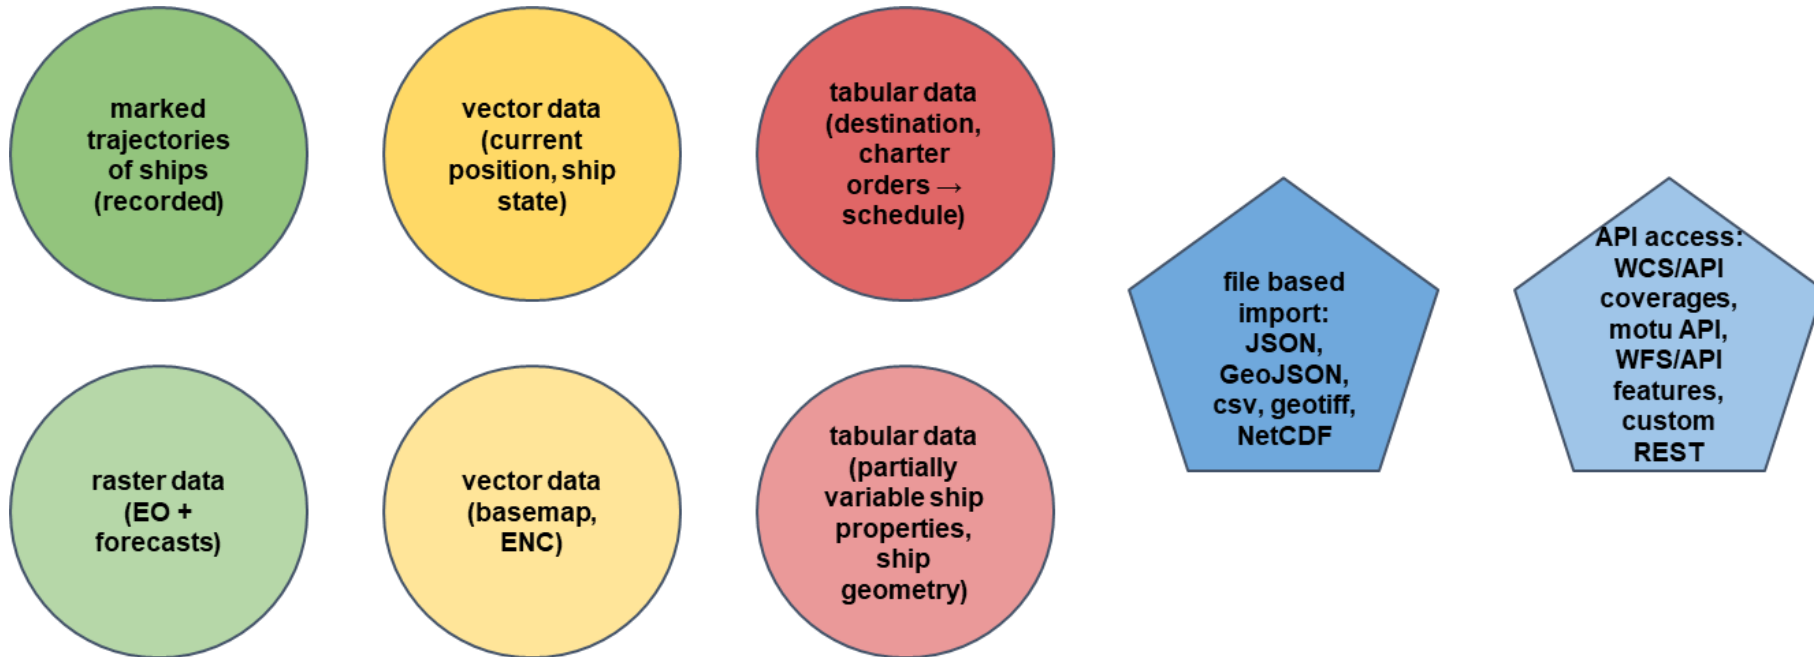 marked
trajectories
of ships
(recorded)
vector data
(current
position, ship
state)
tabular data
(destination,
charter
orders →
schedule)
raster data
(EO +
forecasts)
vector data
(basemap,
ENC)
tabular data
(partially
variable ship
properties,
ship
geometry)
file based
import:
JSON,
GeoJSON,
csv, geotiff,
NetCDF
API access:
WCS/API
coverages,
motu API,
WFS/API
features,
custom
REST